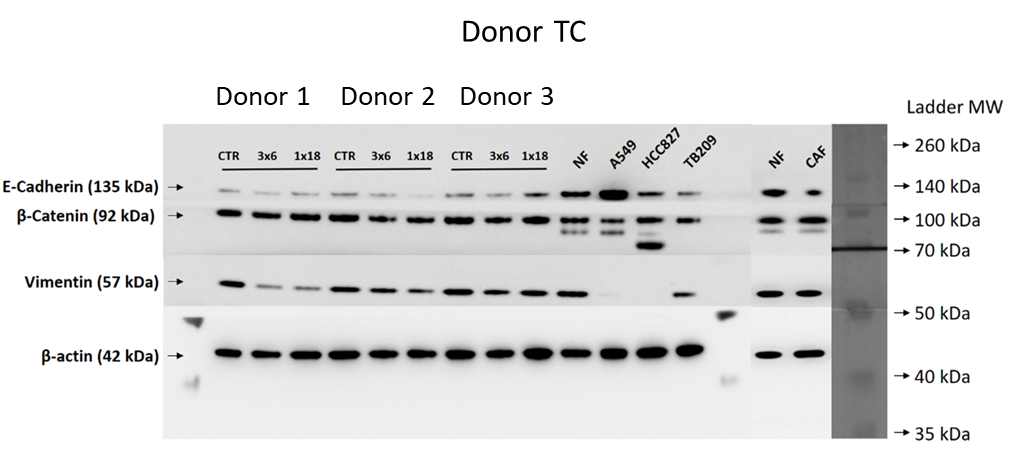 Donor TC
Donor 1 Donor 2 Donor 3
Ladder MW
CTR 3x6 1x18 CTR 3x6 1x18 CTR 3x6 1x18 NF A549 HCC827 TB209 NF CAF
260 kDa
E-Cadherin (135 kDa)
140 kDa
β-Catenin (92 kDa)
100 kDa
70 kDa
Vimentin (57 kDa)
50 kDa
β-actin (42 kDa)
40 kDa
35 kDa